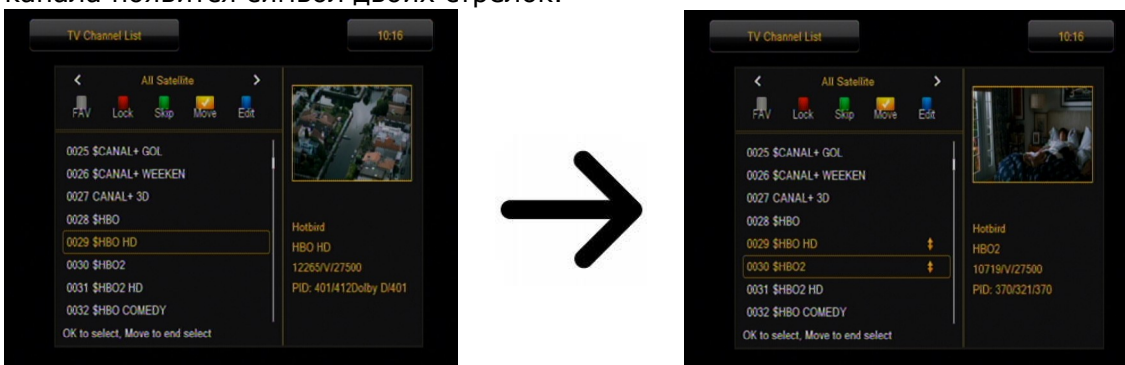 канала появятся символ двоих стрелок.
TV Channel List
10:16
All Satellite
FAV Lock Skip Move Edit
0025 $CANAL+ GOL
0026 $CANAL+ WEEKEN
0027 CANAL+ 3D
0028 $HBO
0029 $HBO HD
0030 $HBO2
0031 $HBO2 HD
0032 $HBO COMEDY
OK to select, Move to end select
Hotbird
HBO HD
12265/V/27500
PID: 401/412Dolby D/401
TV Channel List
10:16
All Satellite
FAV Lock Skip Move Edit
0025 $CANAL+ GOL
0026 $CANAL+ WEEKEN
0027 CANAL+ 3D
0028 $HBO
0029 $HBO HD
0030 $HBO2
0031 $HBO2 HD
0032 $HBO COMEDY
OK to select, Move to end select
Hotbird
HBO2
10719/V/27500
PID: 370/321/370